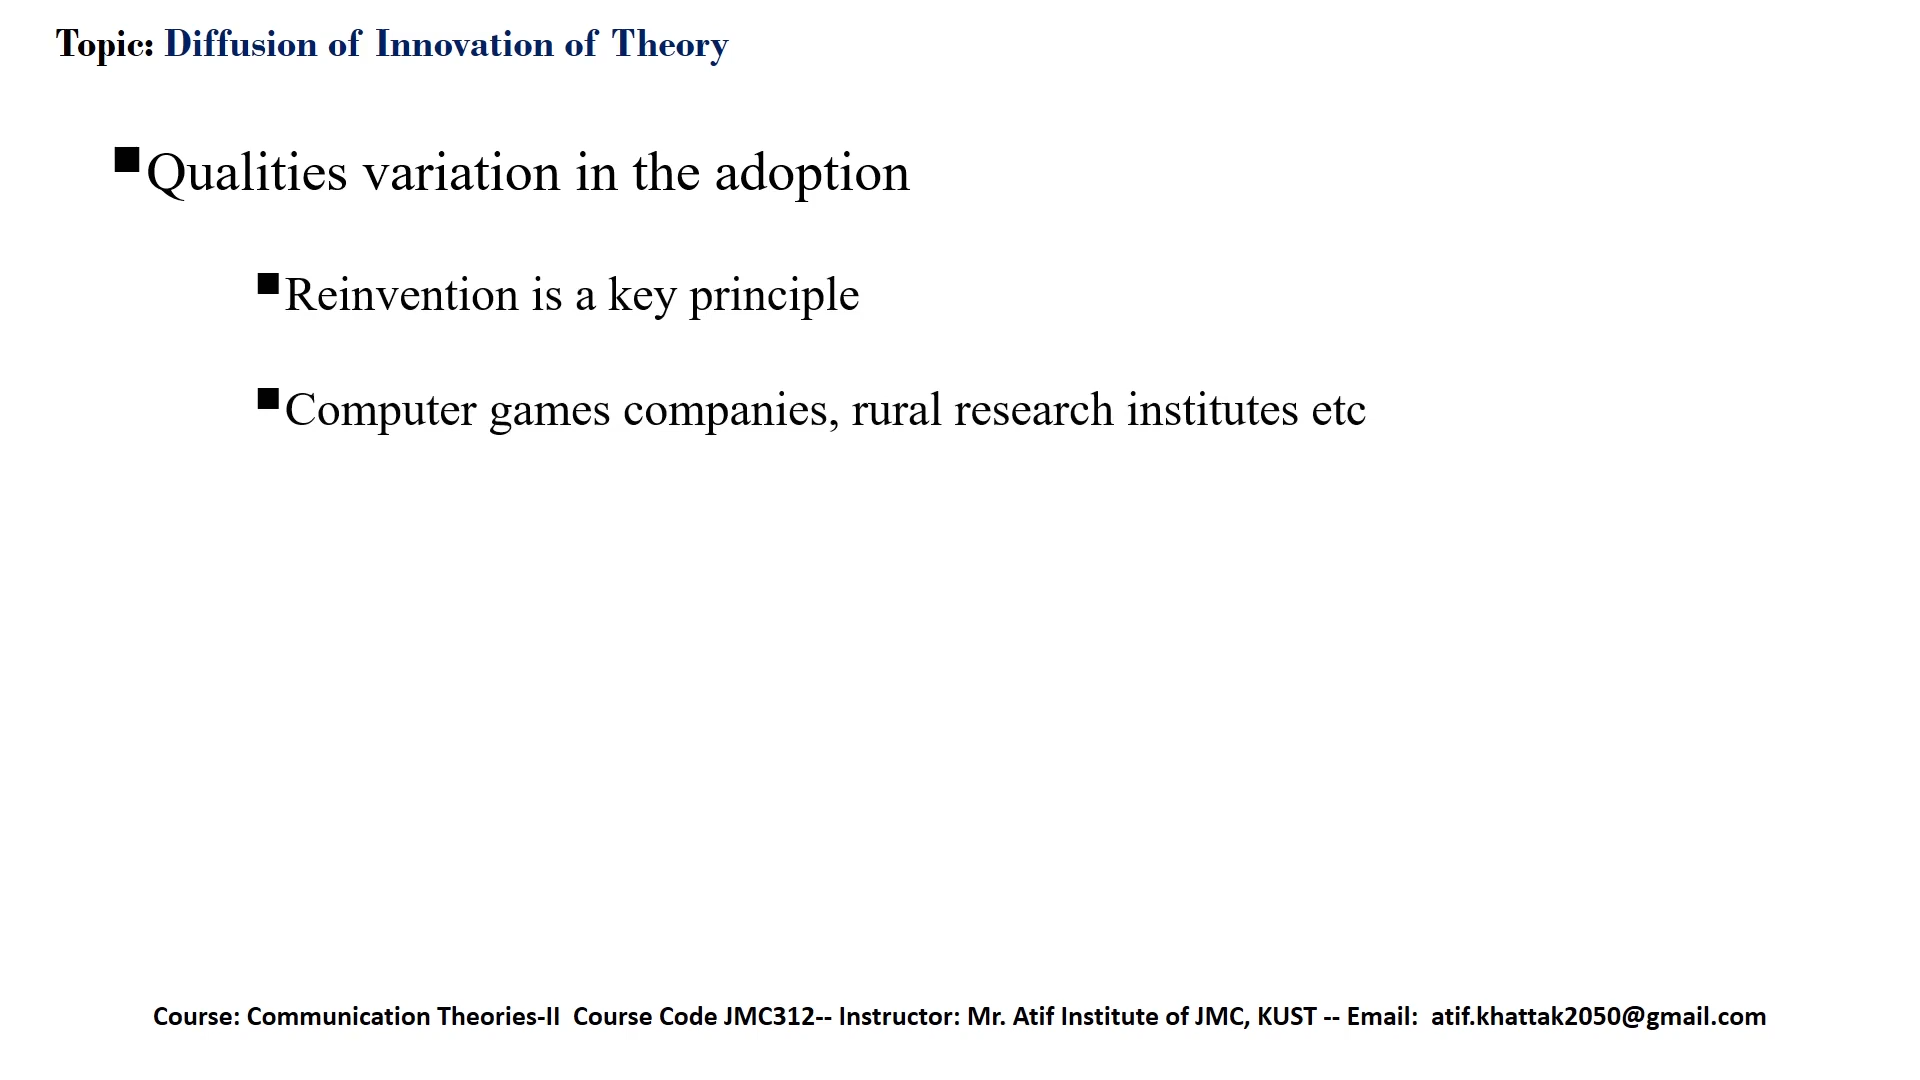 Topic: Diffusion of Innovation of Theory
Qualities variation in the adoption
Reinvention is a key principle
Computer games companies, rural research institutes etc
Course: Communication Theories-II Course Code JMC312-- Instructor: Mr. Atif Institute of JMC, KUST -- Email: atif.khattak2050@gmail.com